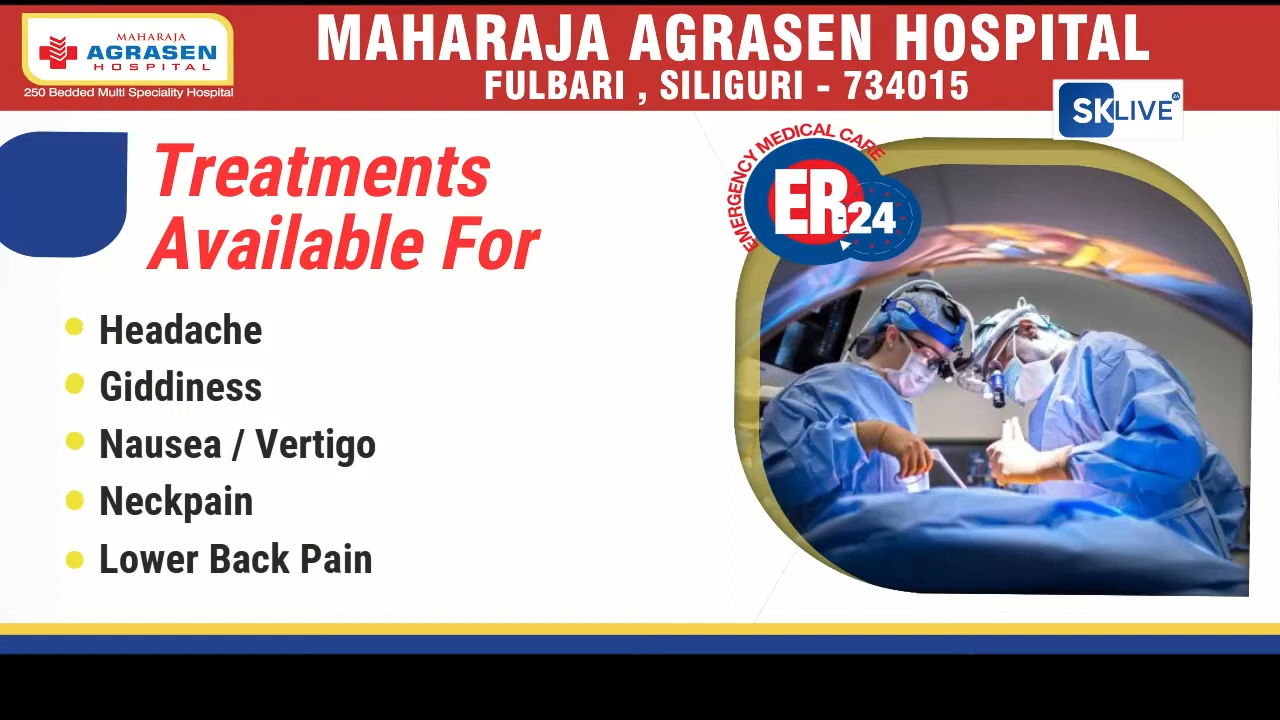 MAHARAJA
AGRASEN
HOSPITAL
250 Bedded Multi Speciality Hospital
MAHARAJA AGRASEN HOSPITAL
FULBARI , SILIGURI - 734015
SKLIVE
24
EMERGENCY MEDICAL CARE
ER-24
Treatments
Available For
Headache
Giddiness
Nausea / Vertigo
Neckpain
Lower Back Pain